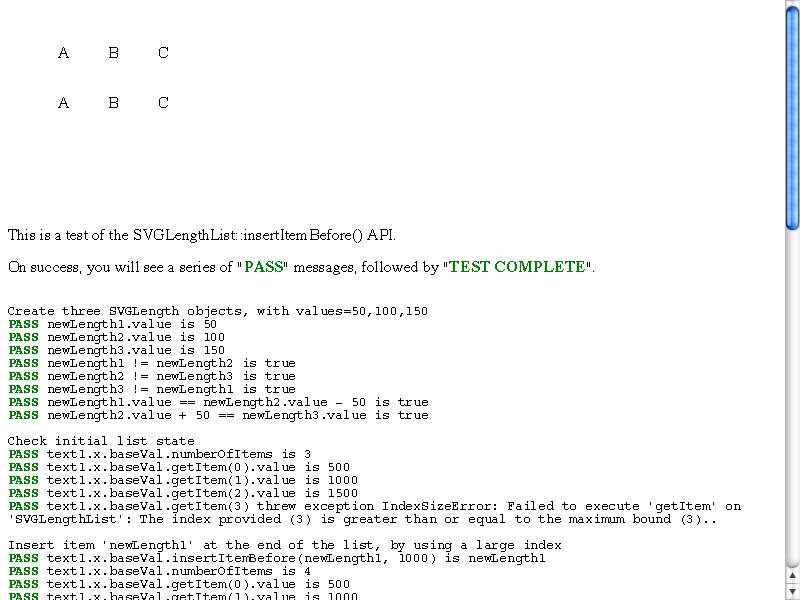 A B C
A B C
This is a test of the SVGLengthList::insertItemBefore() API.
On success, you will see a series of "PASS" messages, followed by "TEST COMPLETE".
Create three SVGLength objects, with values=50,100,150
PASS newLength1.value is 50
PASS newLength2.value is 100
PASS newLength3.value is 150
PASS newLength1 != newLength2 is true
PASS newLength2 != newLength3 is true
PASS newLength3 != newLength1 is true
PASS newLength1.value == newLength2.value - 50 is true
PASS newLength2.value + 50 == newLength3.value is true
Check initial list state
PASS text1.x.baseVal.numberOfItems is 3
PASS text1.x.baseVal.getItem(0).value is 500
PASS text1.x.baseVal.getItem(1).value is 1000
PASS text1.x.baseVal.getItem(2).value is 1500
PASS text1.x.baseVal.getItem(3) threw exception IndexSizeError: Failed to execute 'getItem' on
'SVGLengthList': The index provided (3) is greater than or equal to the maximum bound (3)..
Insert item 'newLength1' at the end of the list, by using a large index
PASS text1.x.baseVal.insertItemBefore(newLength1, 1000) is newLength1
PASS text1.x.baseVal.numberOfItems is 4
PASS text1.x.baseVal.getItem(0).value is 500
PASS text1.x.baseVal.getItem(1).value is 1000